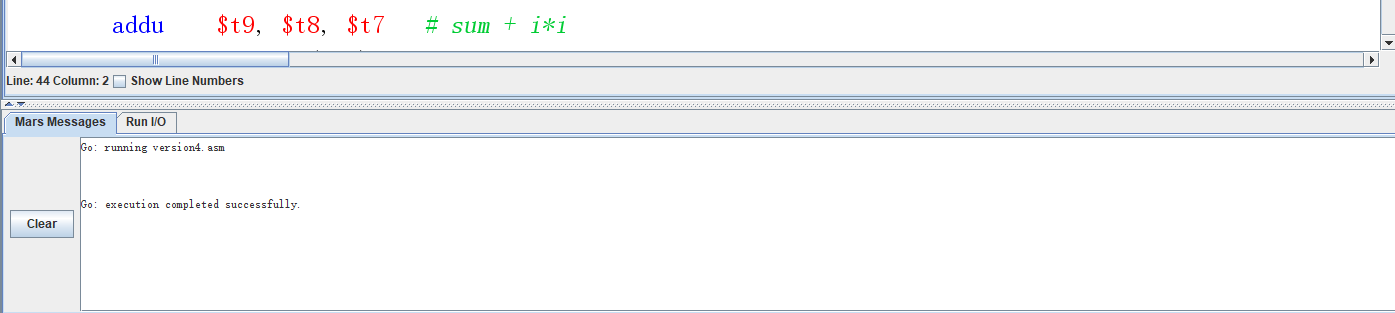 addu $t9, $t8, $t7 # sum + i*i
Line: 44 Column: 2 Show Line Numbers
Mars Messages Run I/O
Go: running version4.asm
Go: execution completed successfully.
Clear